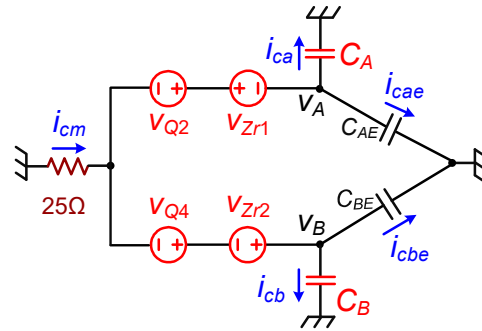 i_ca
C_A
i_cae
v_A
C_AE
i_cm
v_Q2
v_Zr1
25Ω
v_Q4
v_Zr2
v_B
C_BE
i_cbe
i_cb
C_B